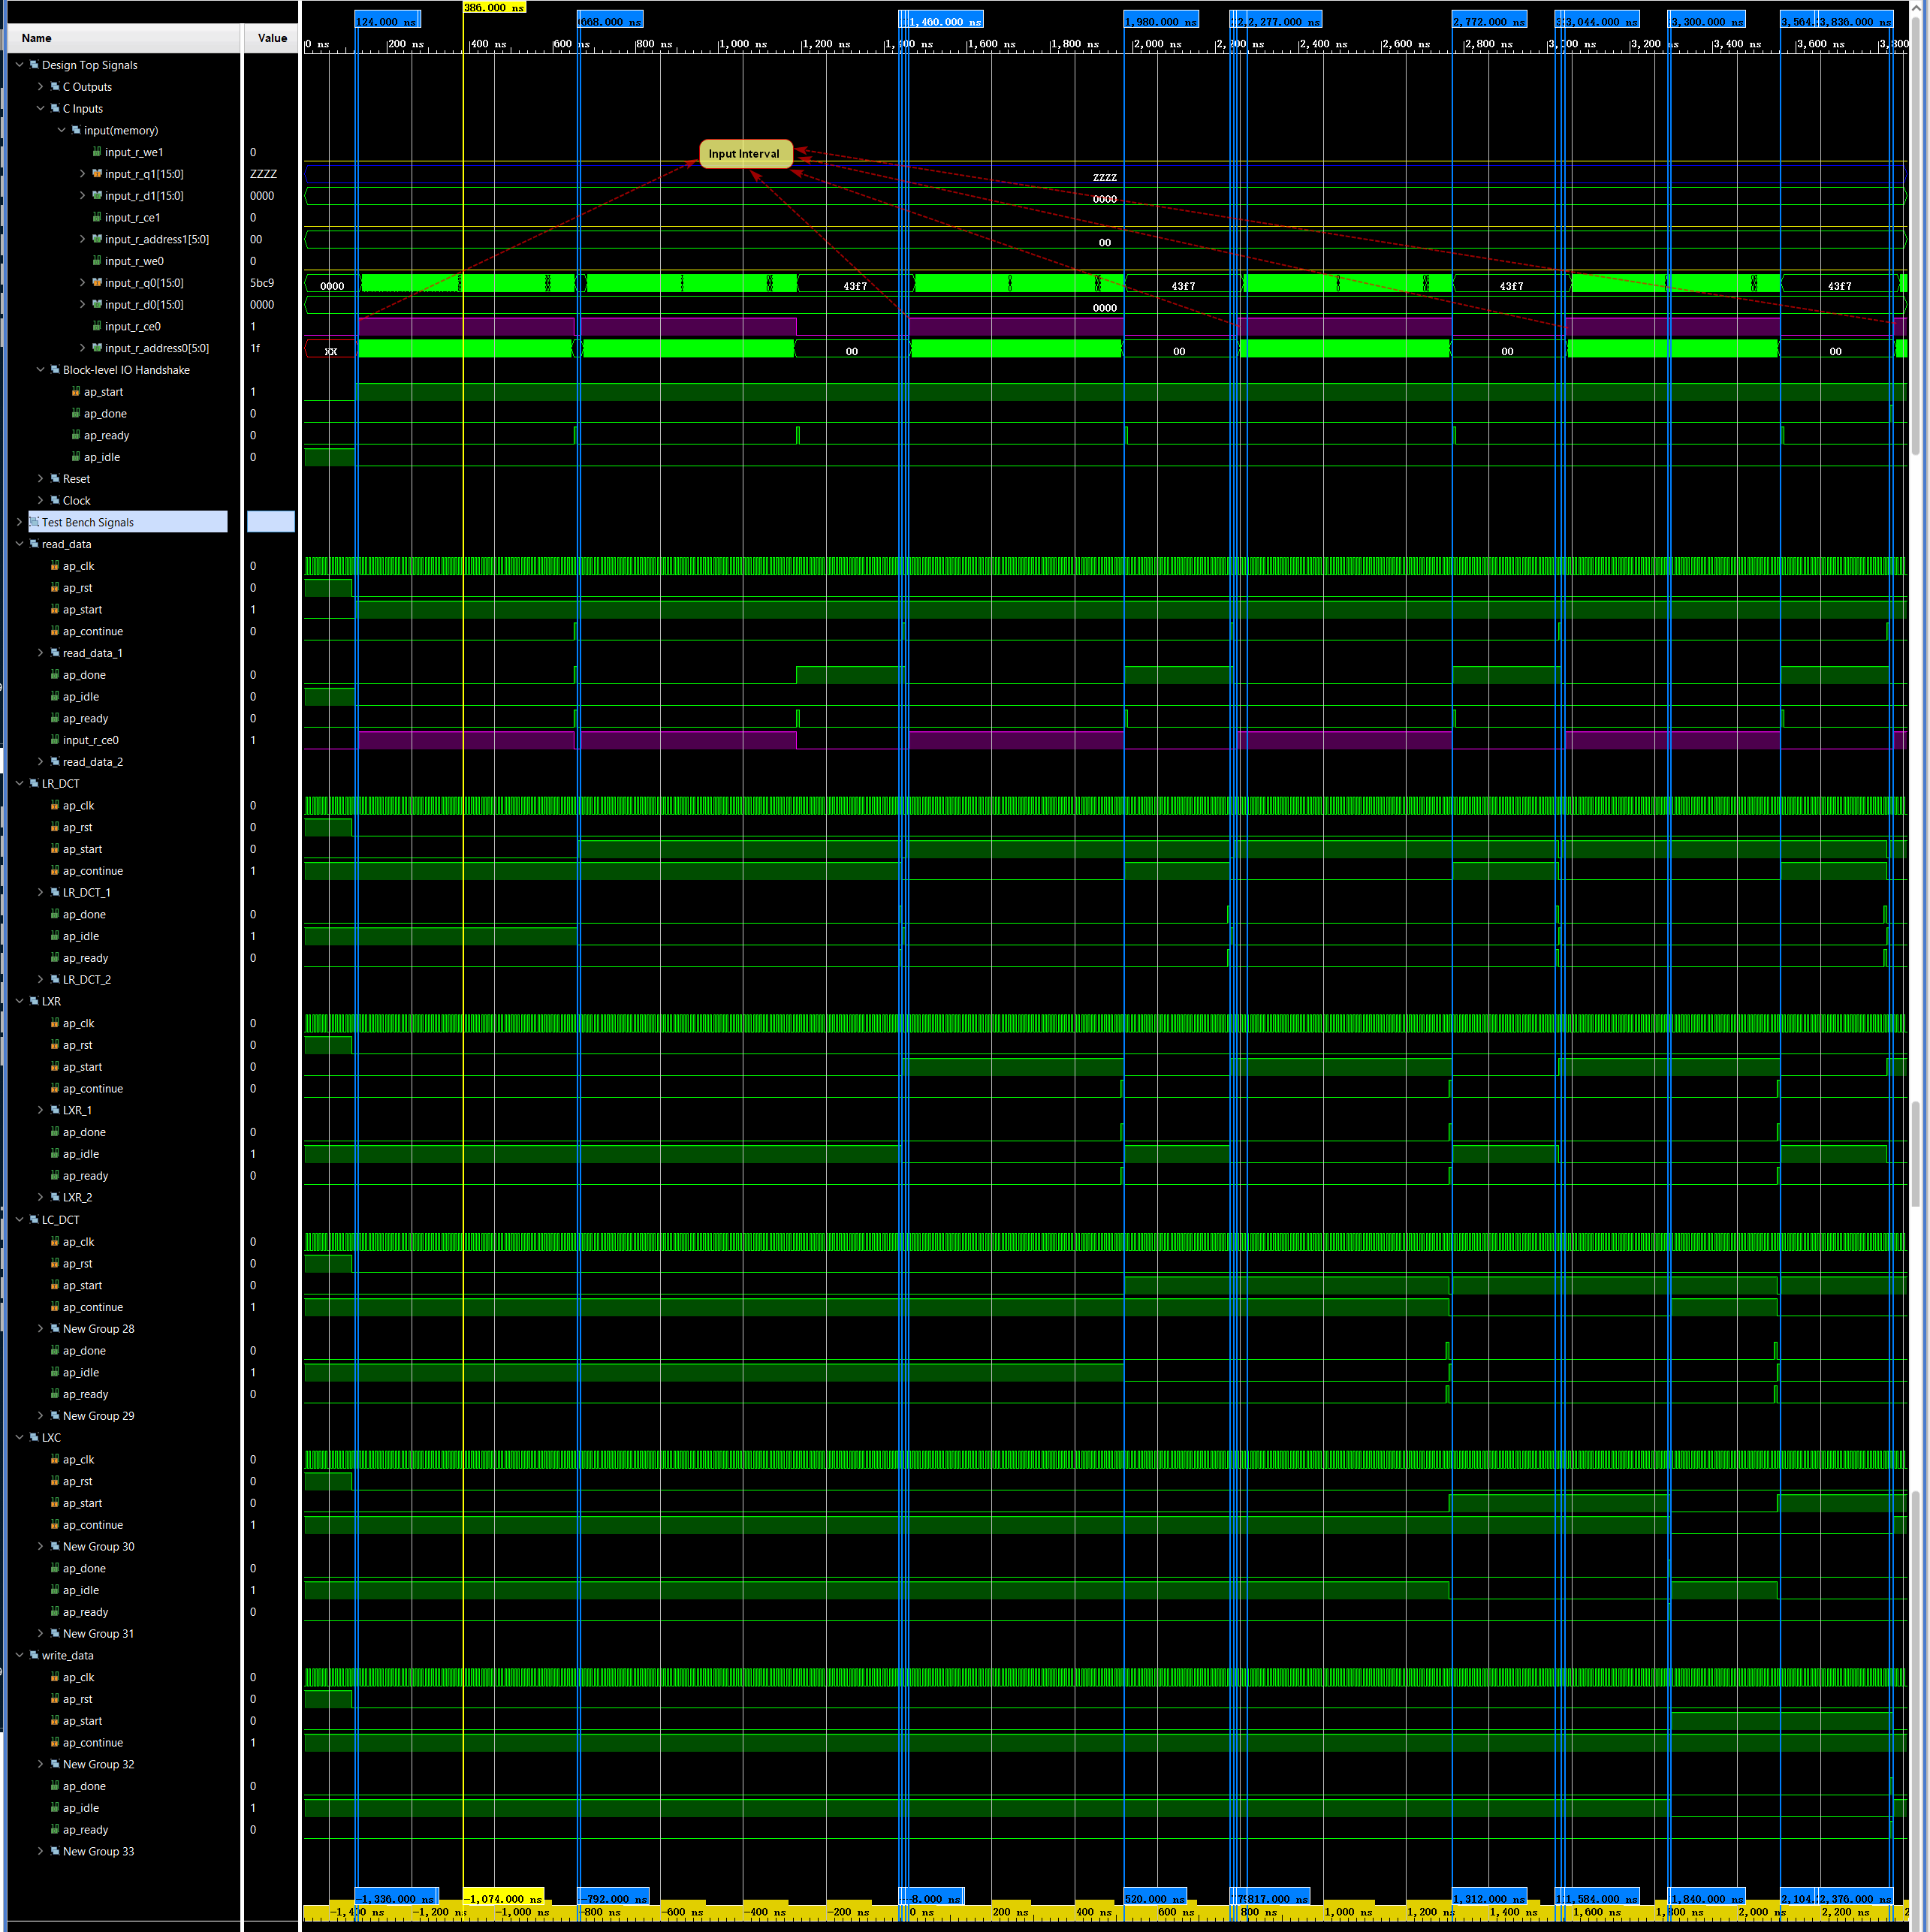 386.000 ns
124.000 ns
668.000 ns
1,460.000 ns
1,980.000 ns
2,277.000 ns
2,772.000 ns
3,044.000 ns
3,300.000 ns
3,564.
3,836.000 ns
Name Value
0 ns 200 ns 400 ns 600 ns 800 ns 1,000 ns 1,200 ns 1,400 ns 1,600 ns 1,800 ns 2,000 ns 2,200 ns 2,400 ns 2,600 ns 2,800 ns 3,000 ns 3,200 ns 3,400 ns 3,600 ns 3,800
Design Top Signals
C Outputs
C Inputs
input(memory)
input_r_we1 0
Input Interval
input_r_q1[15:0] ZZZZ ZZZZ
input_r_d1[15:0] 0000 0000
input_r_ce1 0
input_r_address1[5:0] 00 00
input_r_we0 0
input_r_q0[15:0] 5bc9 0000 43f7 43f7 43f7 43f7
input_r_d0[15:0] 0000 0000
input_r_ce0 1
input_r_address0[5:0] 1f XX 00 00 00 00
Block-level IO Handshake
ap_start 1
ap_done 0
ap_ready 0
ap_idle 0
Reset
Clock
Test Bench Signals
read_data
ap_clk 0
ap_rst 0
ap_start 1
ap_continue 0
read_data_1
ap_done 0
ap_idle 0
ap_ready 0
input_r_ce0 1
read_data_2
LR_DCT
ap_clk 0
ap_rst 0
ap_start 0
ap_continue 1
LR_DCT_1
ap_done 0
ap_idle 1
ap_ready 0
LR_DCT_2
LXR
ap_clk 0
ap_rst 0
ap_start 0
ap_continue 0
LXR_1
ap_done 0
ap_idle 1
ap_ready 0
LXR_2
LC_DCT
ap_clk 0
ap_rst 0
ap_start 0
ap_continue 1
New Group 28
ap_done 0
ap_idle 1
ap_ready 0
New Group 29
LXC
ap_clk 0
ap_rst 0
ap_start 0
ap_continue 1
New Group 30
ap_done 0
ap_idle 1
ap_ready 0
New Group 31
write_data
ap_clk 0
ap_rst 0
ap_start 0
ap_continue 1
New Group 32
ap_done 0
ap_idle 1
ap_ready 0
New Group 33
-1,336.000 ns -1,074.000 ns -792.000 ns -8.000 ns 520.000 ns 817.000 ns 1,312.000 ns 1,584.000 ns 1,840.000 ns 2,104. 2,376.000 ns
-1,400 ns -1,200 ns -1,000 ns -800 ns -600 ns -400 ns -200 ns 0 ns 200 ns 400 ns 600 ns 800 ns 1,000 ns 1,200 ns 1,400 ns 1,600 ns 1,800 ns 2,000 ns 2,200 ns